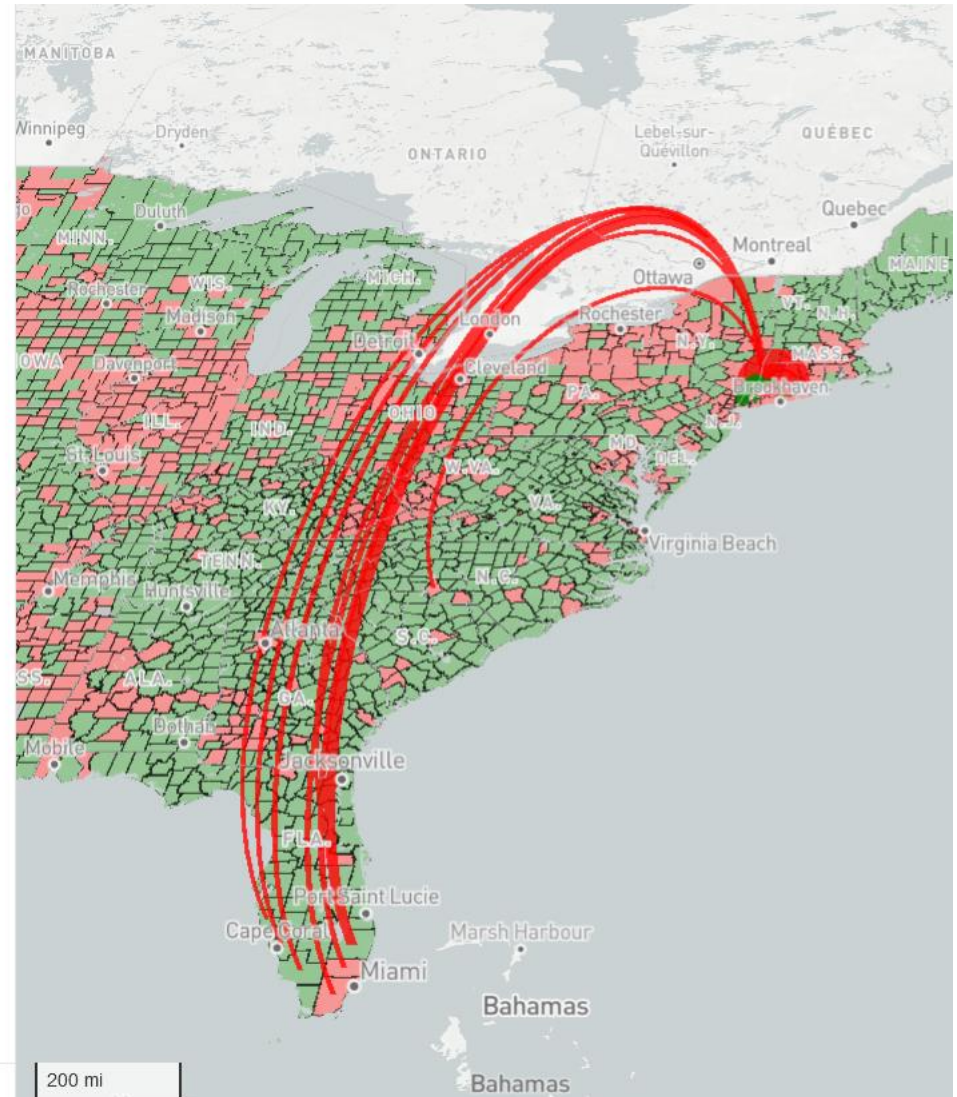 MANITOBA
Winnipeg
Dryden
ONTARIO
Lebel-sur-
Quévillon
QUÉBEC
Duluth
Quebec
MINN.
Montreal
Ottawa
MAINE
MICH.
WIS.
Rochester
London
Rochester
VT.
N.H.
Madison
Detroit
N.Y.
MASS.
IOWA
Davenport
Cleveland
PA.
Brookhaven
OHIO
ILL.
IND.
N.J.
MD.
DEL.
St. Louis
W.VA.
KY.
VA.
Virginia Beach
TENN.
N.C.
Memphis
Huntsville
Atlanta
S.C.
SS.
ALA.
GA.
Dothan
Mobile
Jacksonville
FLA.
Port Saint Lucie
Cape Coral
Marsh Harbour
Miami
Bahamas
200 mi
Bahamas